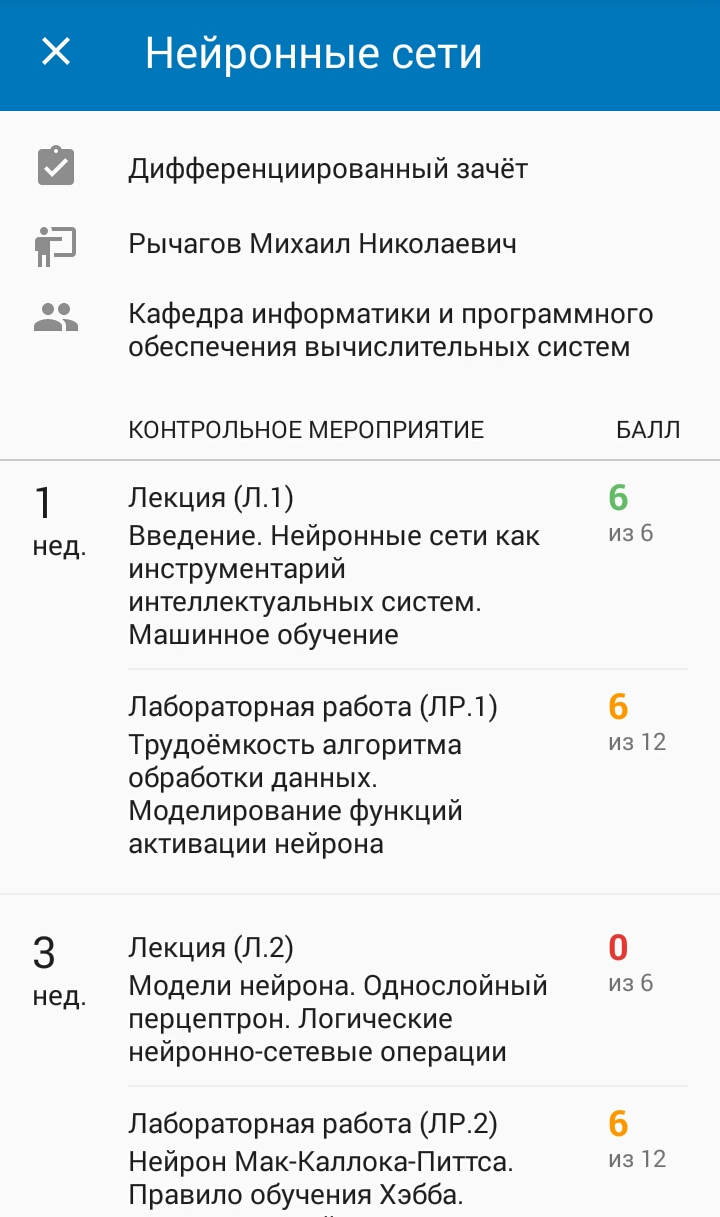 Нейронные сети
Дифференциированный зачёт
Рычагов Михаил Николаевич
Кафедра информатики и программного
обеспечения вычислительных систем
КОНТРОЛЬНОЕ МЕРОПРИЯТИЕ БАЛЛ
1 нед.
Лекция (Л.1) 6
Введение. Нейронные сети как из 6
инструментарий
интеллектуальных систем.
Машинное обучение
Лабораторная работа (ЛР.1) 6
Трудоёмкость алгоритма из 12
обработки данных.
Моделирование функций
активации нейрона
3 нед.
Лекция (Л.2) 0
Модели нейрона. Однослойный из 6
перцептрон. Логические
нейронно-сетевые операции
Лабораторная работа (ЛР.2) 6
Нейрон Мак-Каллока-Питтса. из 12
Правило обучения Хэбба.